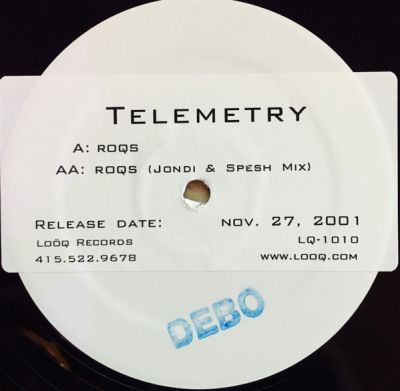 TELEMETRY
A: ROQS
AA: ROQS (JONDI & SPESH MIX)
RELEASE DATE: NOV. 27, 2001
LOÖQ RECORDS LQ-1010
415.522.9678 WWW.LOOQ.COM
DEBO